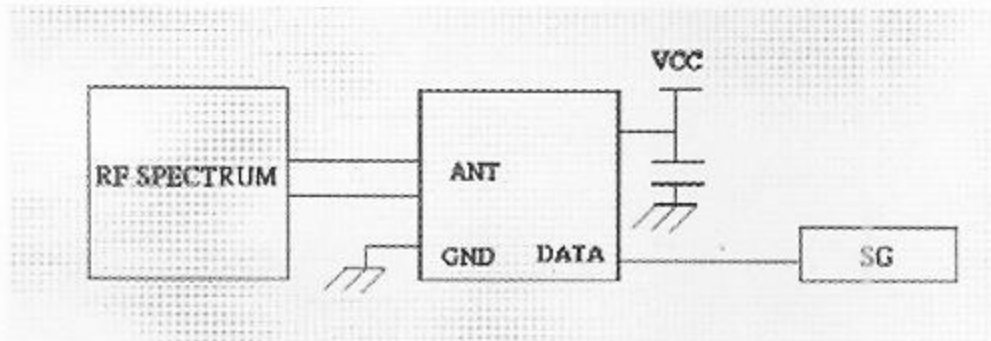 VCC
RF SPECTRUM
ANT
GND
DATA
SG